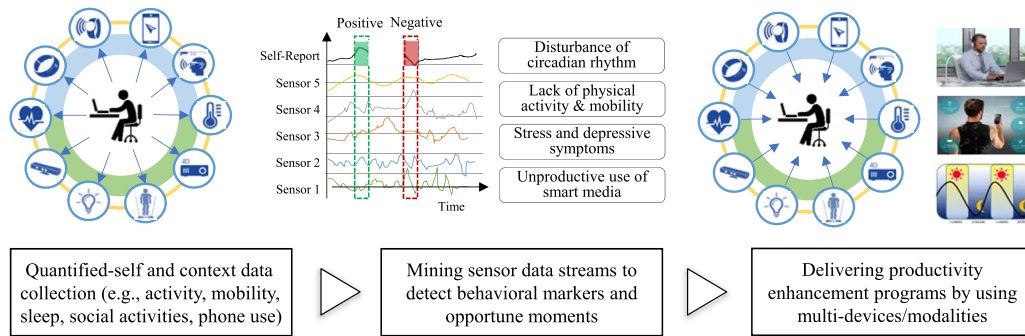 Positive
Negative
Self-Report
Sensor 5
Sensor 4
Sensor 3
Sensor 2
Sensor 1
Time
Disturbance of
circadian rhythm
Lack of physical
activity & mobility
Stress and depressive
symptoms
Unproductive use of
smart media
4D
4D
Quantified-self and context data
collection (e.g., activity, mobility,
sleep, social activities, phone use)
Mining sensor data streams to
detect behavioral markers and
opportune moments
Delivering productivity
enhancement programs by using
multi-devices/modalities